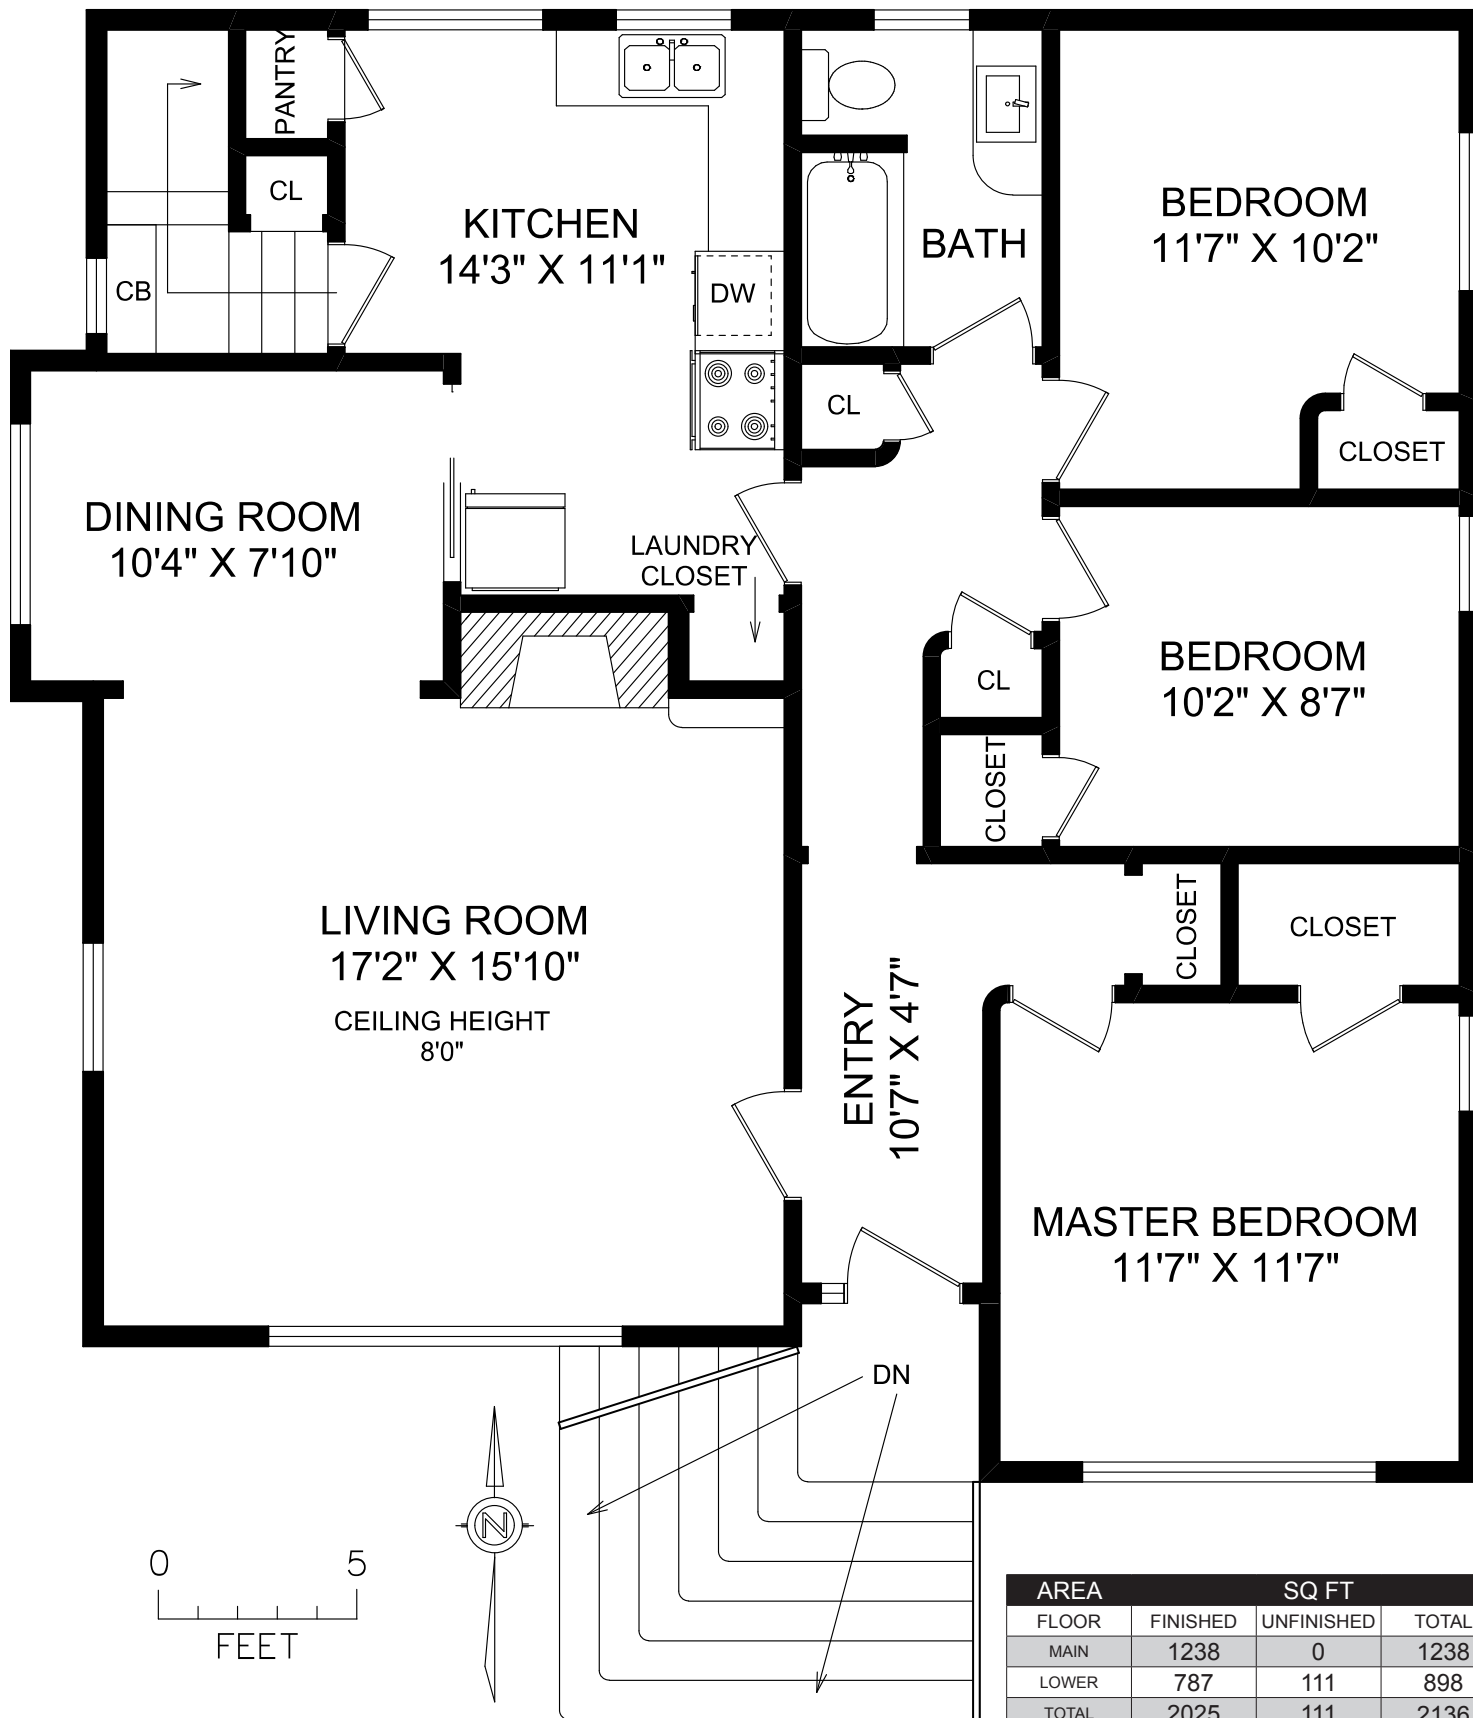 PANTRY
CL
CB
KITCHEN
14'3" X 11'1"
DW
BATH
BEDROOM
11'7" X 10'2"
CL
CLOSET
DINING ROOM
10'4" X 7'10"
LAUNDRY
CLOSET
BEDROOM
10'2" X 8'7"
CL
CLOSET
LIVING ROOM
17'2" X 15'10"
CEILING HEIGHT
8'0"
ENTRY
10'7" X 4'7"
CLOSET
CLOSET
MASTER BEDROOM
11'7" X 11'7"
DN
N
0 5
FEET
AREA SQ FT
FLOOR FINISHED UNFINISHED TOTAL
MAIN 1238 0 1238
LOWER 787 111 898
TOTAL 2025 111 2136